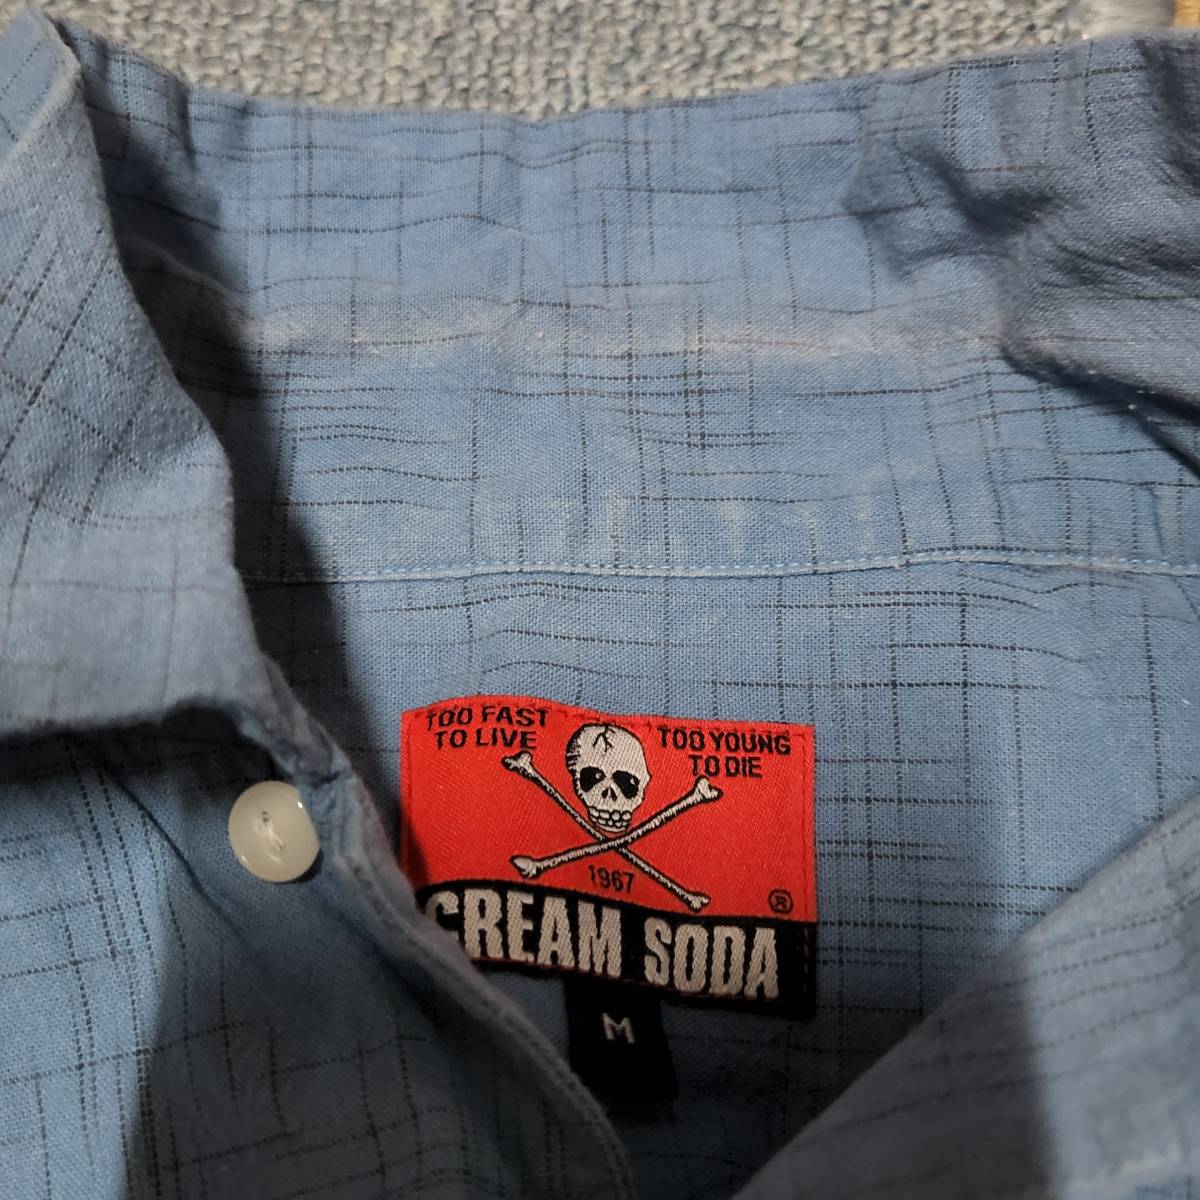 TOO FAST
TO LIVE
TOO YOUNG
TO DIE
1967
®
CREAM SODA
M